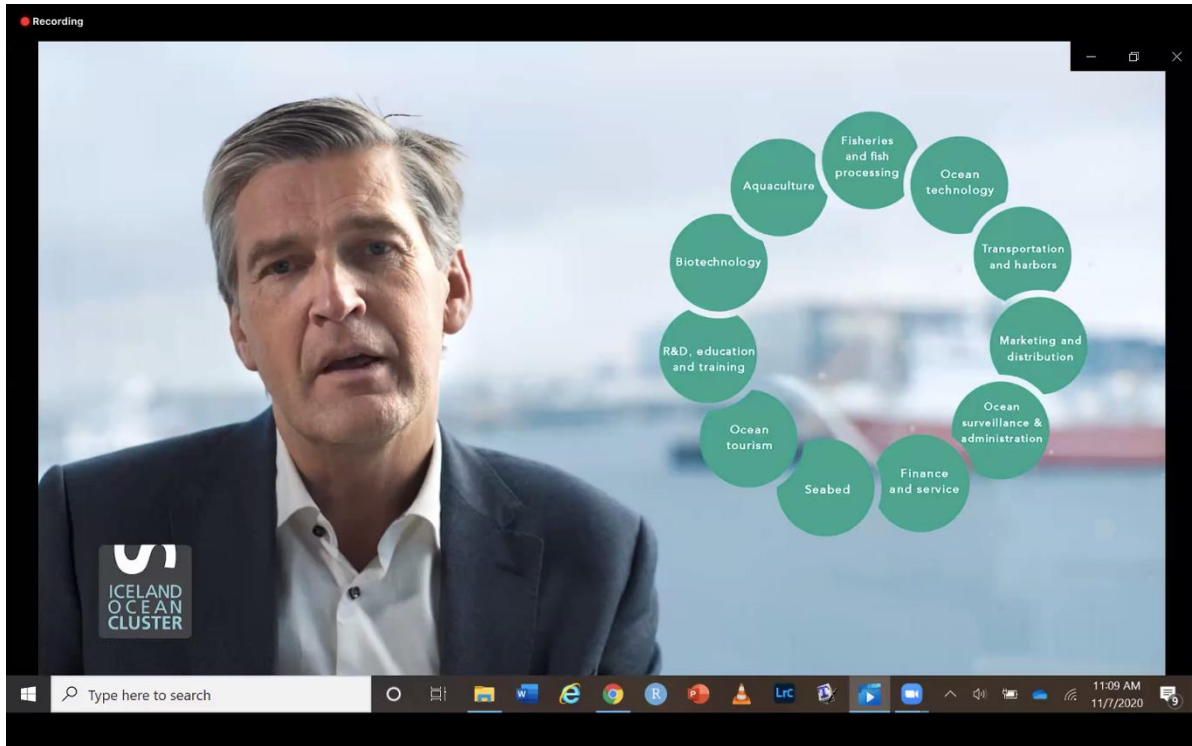 Recording
Fisheries
and fish
processing
Ocean
technology
Transportation
and harbors
Marketing and
distribution
Ocean
surveillance &
administration
Finance
and service
Seabed
Ocean
tourism
R&D, education
and training
Biotechnology
Aquaculture
ICELAND
OCEAN
CLUSTER
Type here to search
W
R
P
LrC
11:09 AM
11/7/2020
9